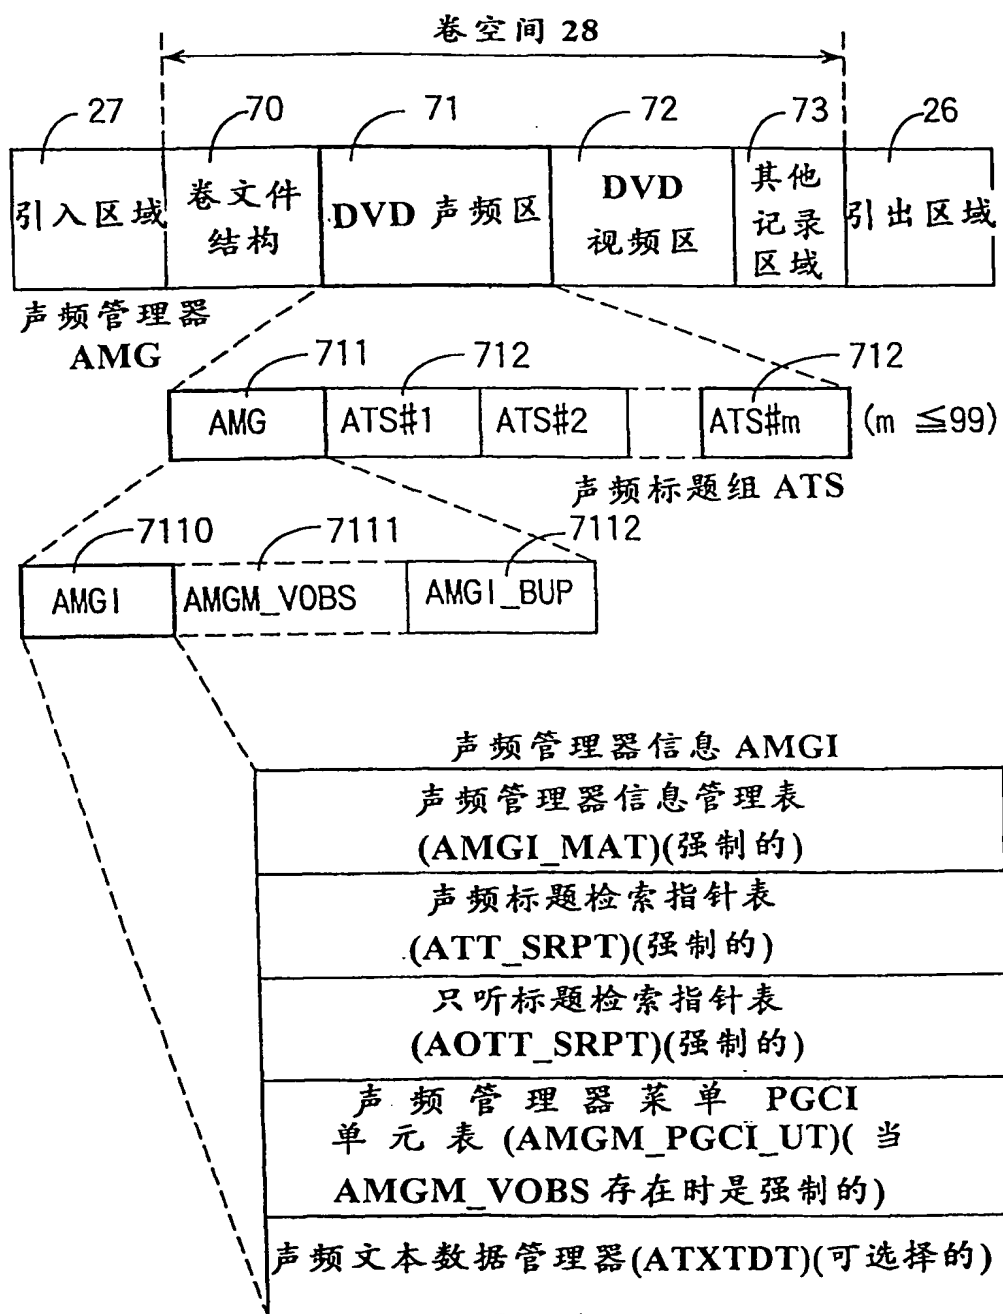 卷空间 28
27
70
71
72
73
26
引入区域
卷文件
结构
DVD 声频区
DVD
视频区
其他
记录
区域
引出区域
声频管理器
AMG
711
712
712
AMG
ATS#1
ATS#2
ATS#m
(m ≦99)
声频标题组 ATS
7110
7111
7112
AMGI
AMGM_VOBS
AMGI_BUP
声频管理器信息 AMGI
声频管理器信息管理表
(AMGI_MAT)(强制的)
声频标题检索指针表
(ATT_SRPT)(强制的)
只听标题检索指针表
(AOTT_SRPT)(强制的)
声频管理器菜单 PGCI
单元表 (AMGM_PGCI_UT)( 当
AMGM_VOBS 存在时是强制的)
声频文本数据管理器(ATXTDT)(可选择的)